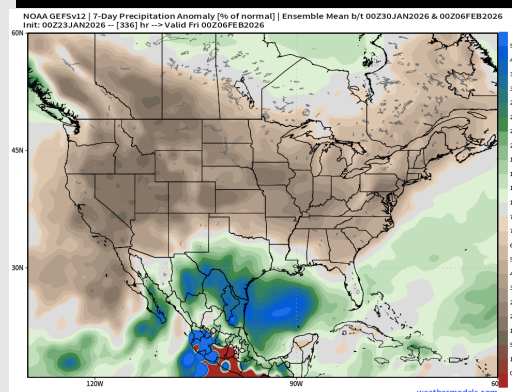 NOAA GEFSv12 | 7-Day Precipitation Anomaly [% of normal] | Ensemble Mean b/t 00Z30JAN2026 & 00Z06FEB2026
Init: 00Z23JAN2026 -- [336] hr --> Valid Fri 00Z06FEB2026
60N
45N
30N
120W
90W
60
weathermodels.com